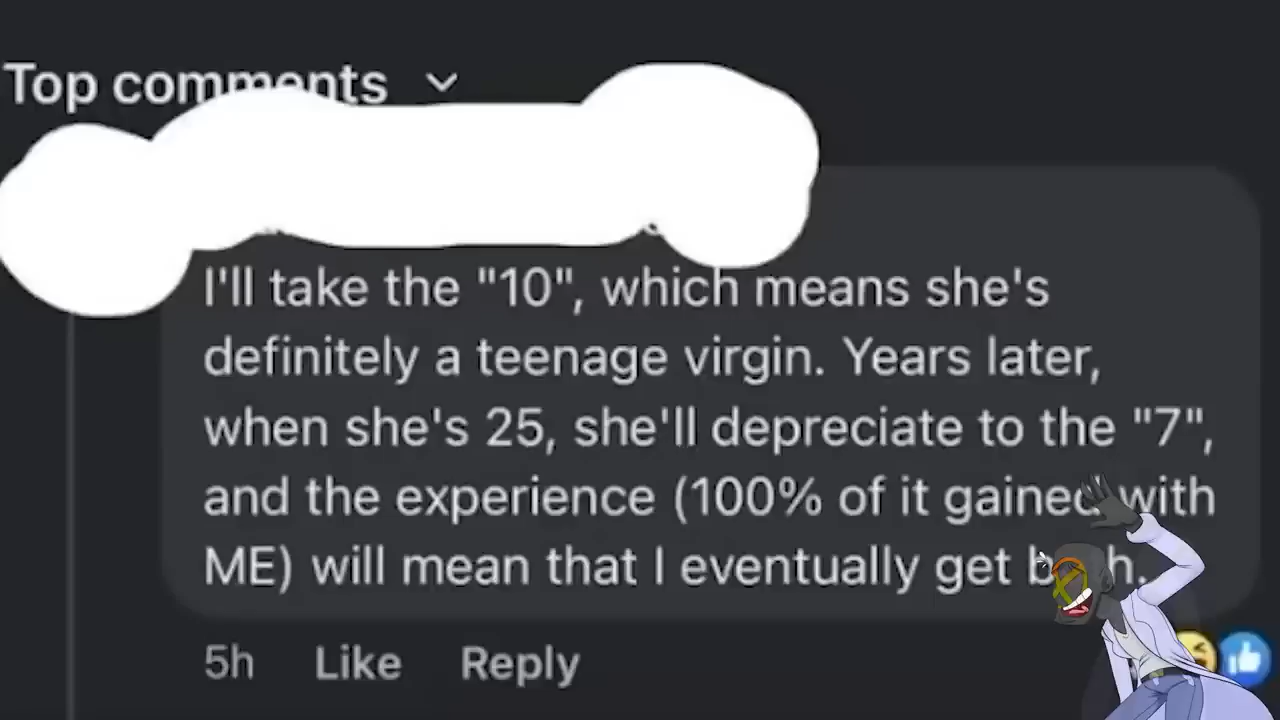 Top comments
I'll take the "10", which means she's
definitely a teenage virgin. Years later,
when she's 25, she'll depreciate to the "7",
and the experience (100% of it gained with
ME) will mean that I eventually get
5h Like Reply